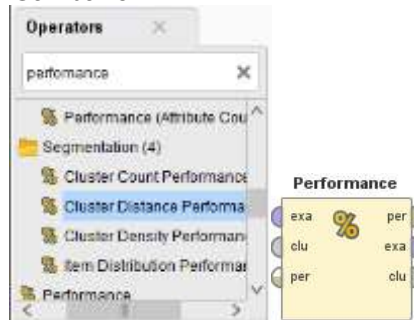 Operators
perfomance
Performance (Attribute Cou
Segmentation (4)
Cluster Count Performance
Cluster Distance Performa
Cluster Density Performan
Item Distribution Performar
Performance
Performance
exa per
clu exa
per clu